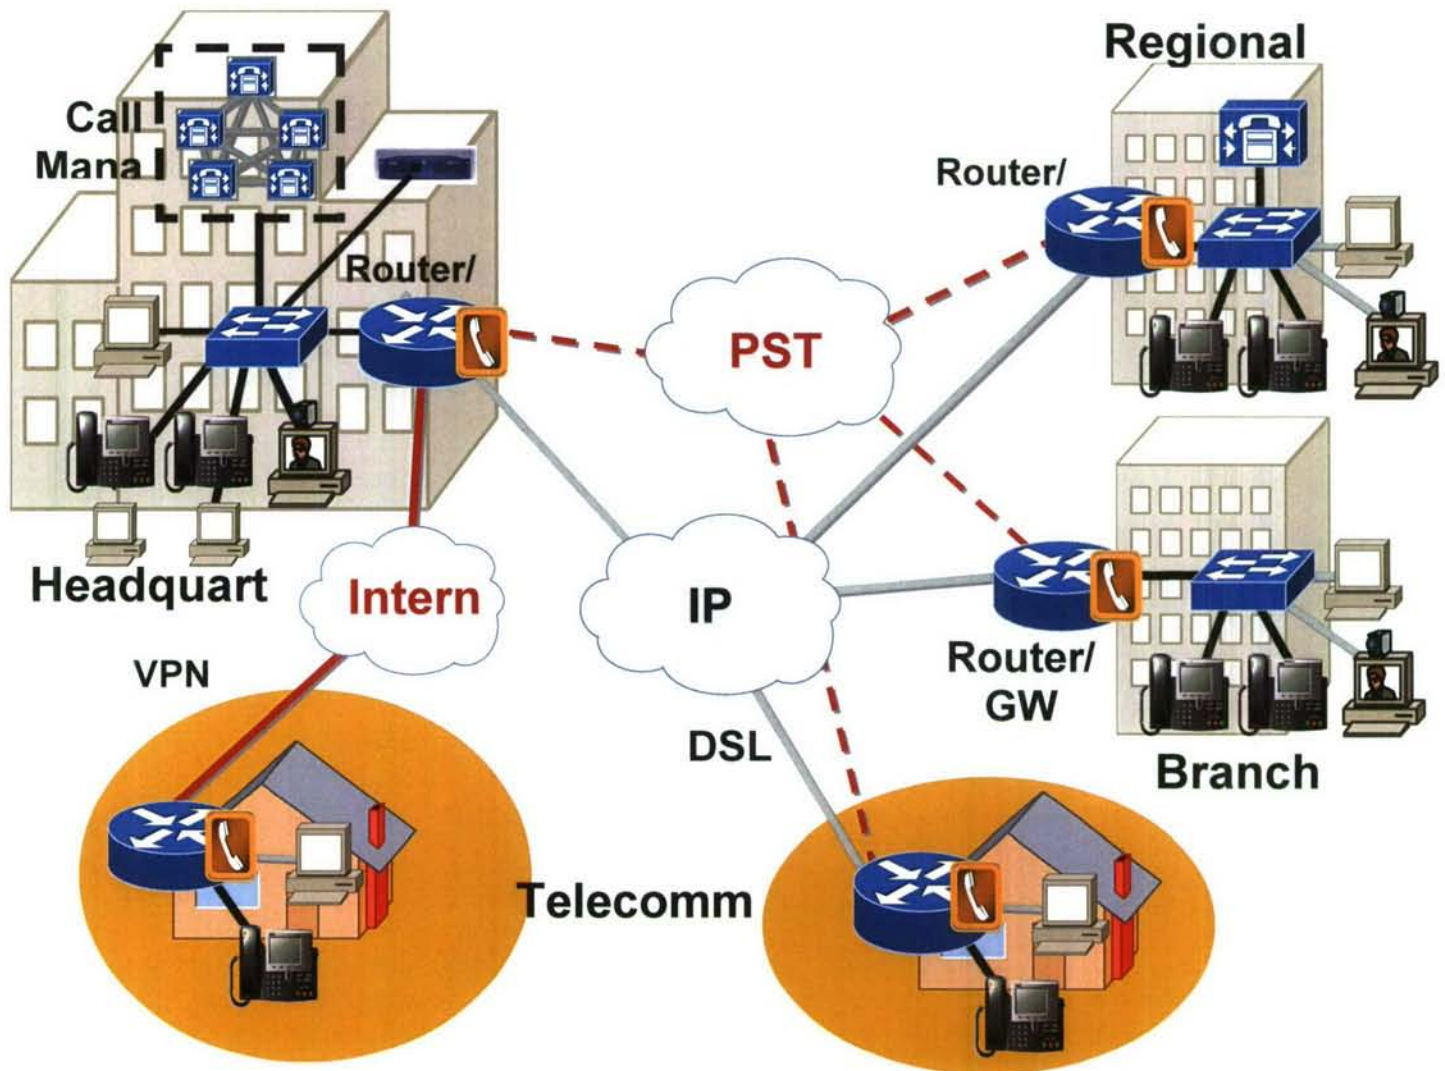 Regional
Call
Mana
Router/
Router/
PST
Headquart
Intern
IP
VPN
Router/
GW
DSL
Branch
Telecomm